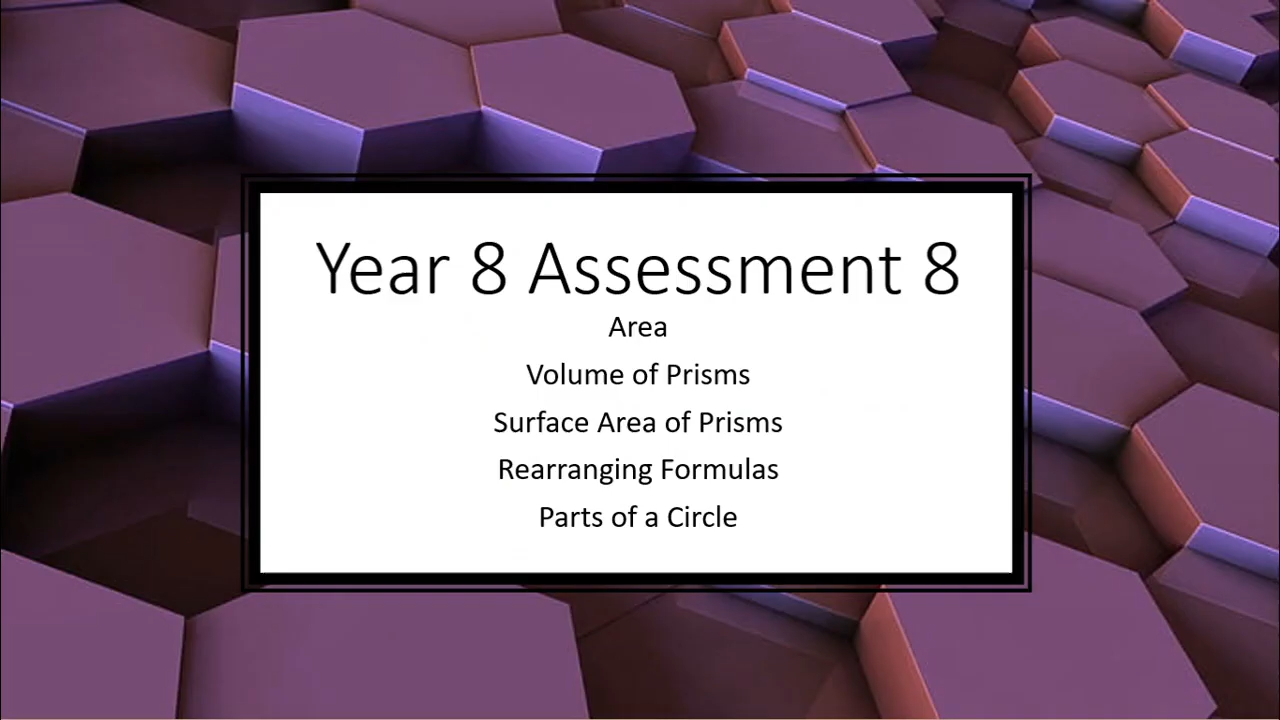 Year 8 Assessment 8
Area
Volume of Prisms
Surface Area of Prisms
Rearranging Formulas
Parts of a Circle